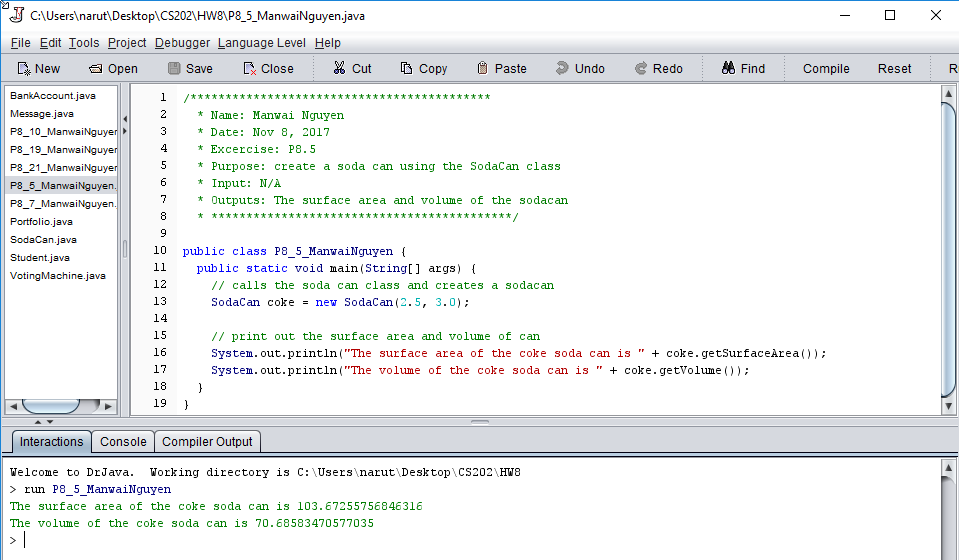 C:\Users\narut\Desktop\CS202\HW8\P8_5_ManwaiNguyen.java
File Edit Tools Project Debugger Language Level Help
New Open Save Close Cut Copy Paste Undo Redo Find Compile Reset R
BankAccount.java
Message.java
P8_10_ManwaiNguyen
P8_19_ManwaiNguyen
P8_21_ManwaiNguyen
P8_5_ManwaiNguyen.
P8_7_ManwaiNguyen.
Portfolio.java
SodaCan.java
Student.java
VotingMachine.java
1 /*******************************************
2 * Name: Manwai Nguyen
3 * Date: Nov 8, 2017
4 * Excercise: P8.5
5 * Purpose: create a soda can using the SodaCan class
6 * Input: N/A
7 * Outputs: The surface area and volume of the sodacan
8 * *******************************************/
9
10 public class P8_5_ManwaiNguyen {
11 public static void main(String[] args) {
12 // calls the soda can class and creates a sodacan
13 SodaCan coke = new SodaCan(2.5, 3.0);
14
15 // print out the surface area and volume of can
16 System.out.println("The surface area of the coke soda can is " + coke.getSurfaceArea());
17 System.out.println("The volume of the coke soda can is " + coke.getVolume());
18 }
19 }
Interactions Console Compiler Output
Welcome to DrJava. Working directory is C:\Users\narut\Desktop\CS202\HW8
> run P8_5_ManwaiNguyen
The surface area of the coke soda can is 103.67255756846316
The volume of the coke soda can is 70.68583470577035
>